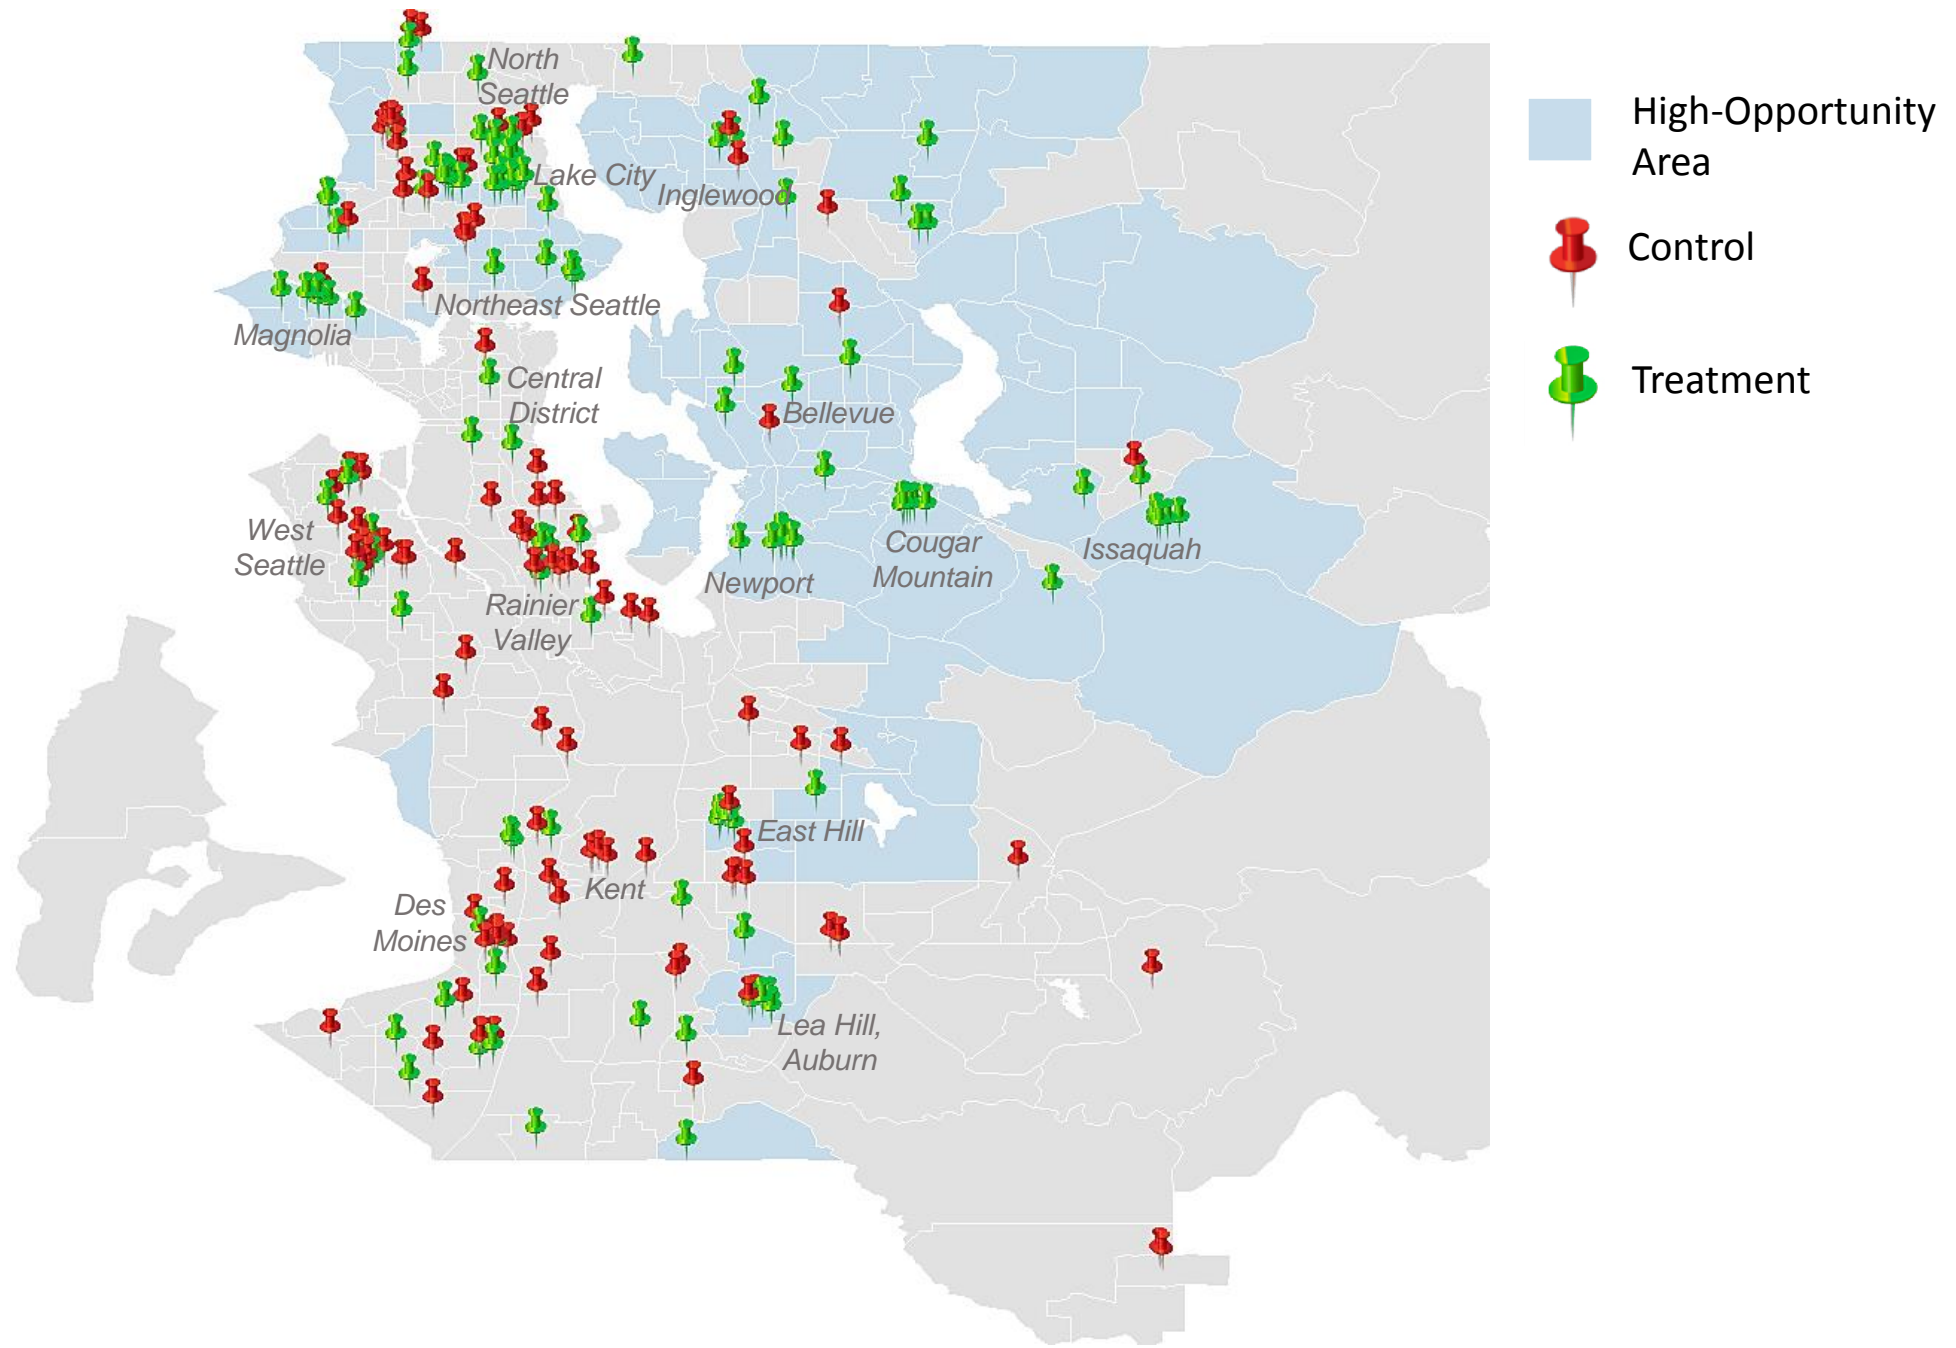 North
Seattle
Lake City
Inglewood
Northeast Seattle
Magnolia
Central
District
Bellevue
West
Seattle
Cougar
Mountain
Issaquah
Newport
Rainier
Valley
East Hill
Kent
Des
Moines
Lea Hill,
Auburn
High-Opportunity
Area
Control
Treatment